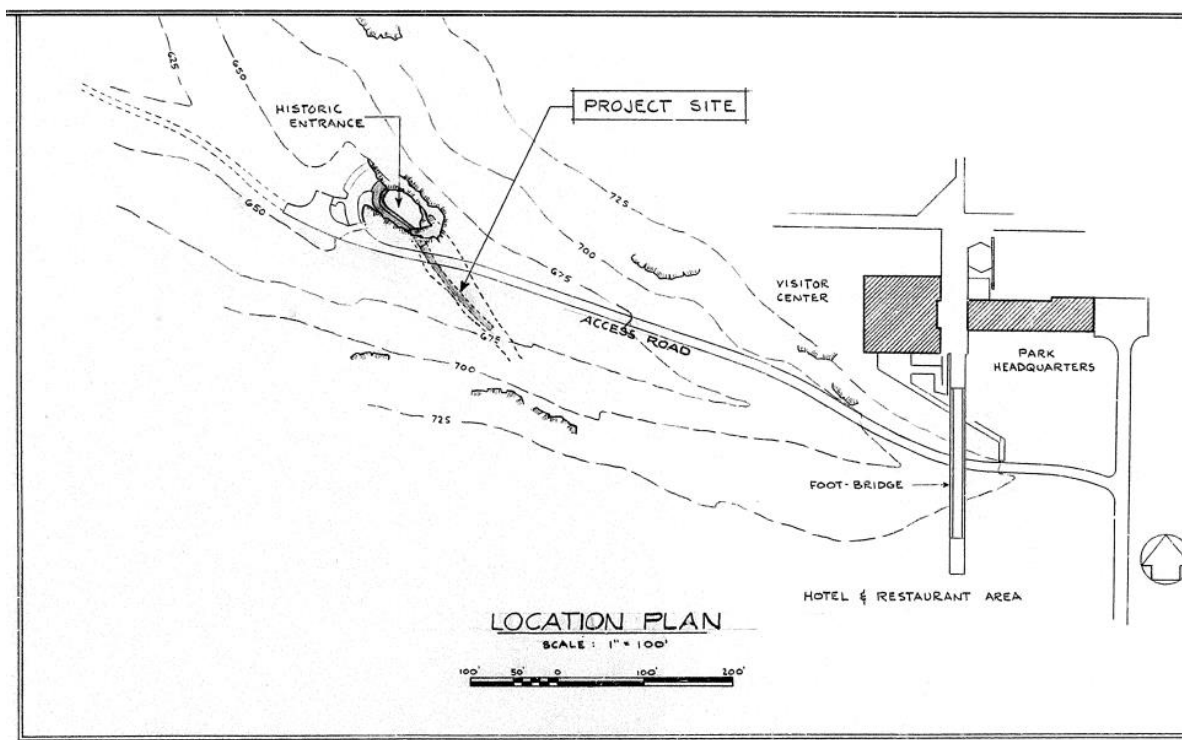 625
650
HISTORIC
ENTRANCE
PROJECT SITE
650
725
700
675
VISITOR
CENTER
ACCESS ROAD
PARK
HEADQUARTERS
675
700
725
FOOT-BRIDGE
HOTEL & RESTAURANT AREA
LOCATION PLAN
SCALE: 1" = 100'
100' 50' 0 100' 200'